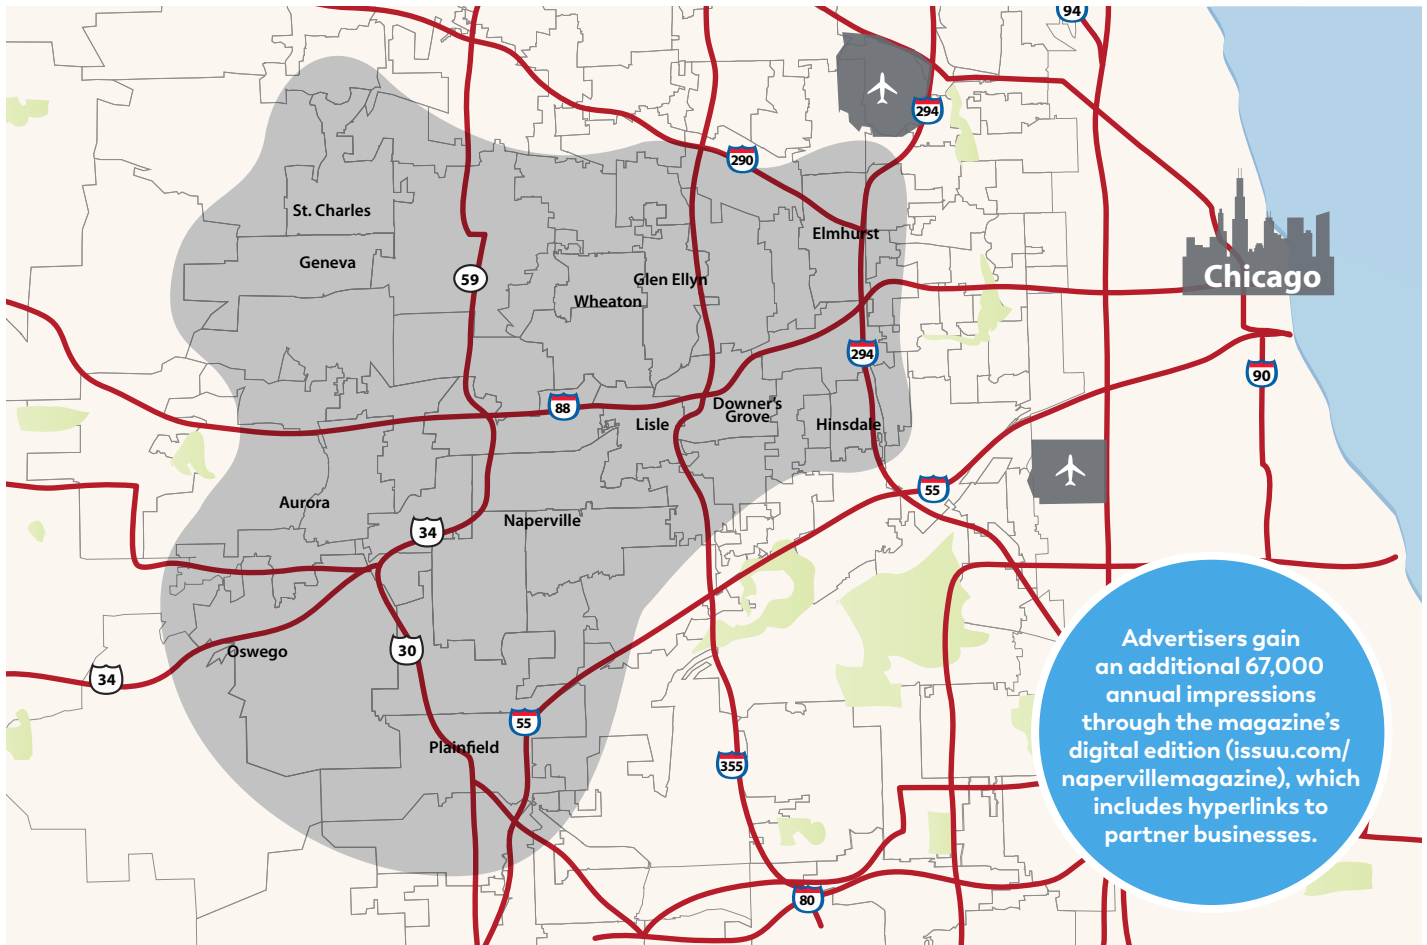 94
294
290
St. Charles
Elmhurst
Geneva
59
Glen Ellyn
Chicago
Wheaton
294
90
88
Downer's
Grove
Lisle
Hinsdale
55
Aurora
Naperville
34
30
Oswego
34
55
Plainfield
355
80
Advertisers gain
an additional 67,000
annual impressions
through the magazine’s
digital edition (issuu.com/
napervillemagazine), which
includes hyperlinks to
partner businesses.